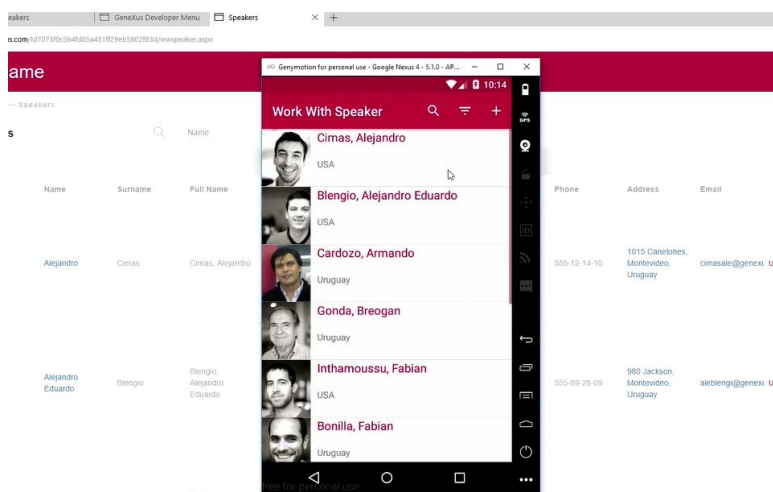 eakers
GeneXus Developer Menu
Speakers
is.com/Id7073f0c364fd05a431ff29eb5802f83d/wwspeaker.aspx
ame
— Speakers
s
Name
Name
Surname
Full Name
Phone
Address
Email
Alejandro
Cimas
Cimas, Alejandro
555-12-14-10
1015 Canelones,
Montevideo,
Uruguay
cimasale@genexu
U
Alejandro
Eduardo
Blengio
Blengio,
Alejandro
Eduardo
555-89-28-09
980 Jackson,
Montevideo,
Uruguay
aleblengi@genexu
U
Genymotion for personal use - Google Nexus 4 - 5.1.0 - AP...
10:14
Work With Speaker
GPS
ID
Cimas, Alejandro
USA
Blengio, Alejandro Eduardo
USA
Cardozo, Armando
Uruguay
Gonda, Breogan
Uruguay
Inthamoussu, Fabian
USA
Bonilla, Fabian
Uruguay
free for personal use